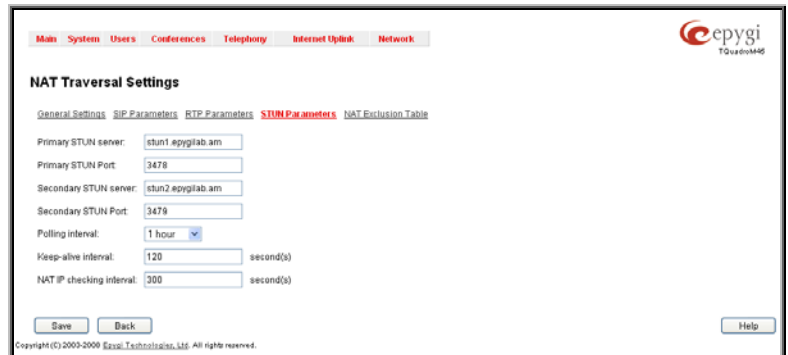 Main System Users Conferences Telephony Internet Uplink Network
epygi
TQuadroM46
NAT Traversal Settings
General Settings SIP Parameters RTP Parameters STUN Parameters NAT Exclusion Table
Primary STUN server: stun1.epygilab.am
Primary STUN Port: 3478
Secondary STUN server: stun2.epygilab.am
Secondary STUN Port: 3479
Polling interval: 1 hour
Keep-alive interval: 120 second(s)
NAT IP checking interval: 300 second(s)
Save Back Help
Copyright (C) 2003-2008 Epygi Technologies, Ltd. All rights reserved.